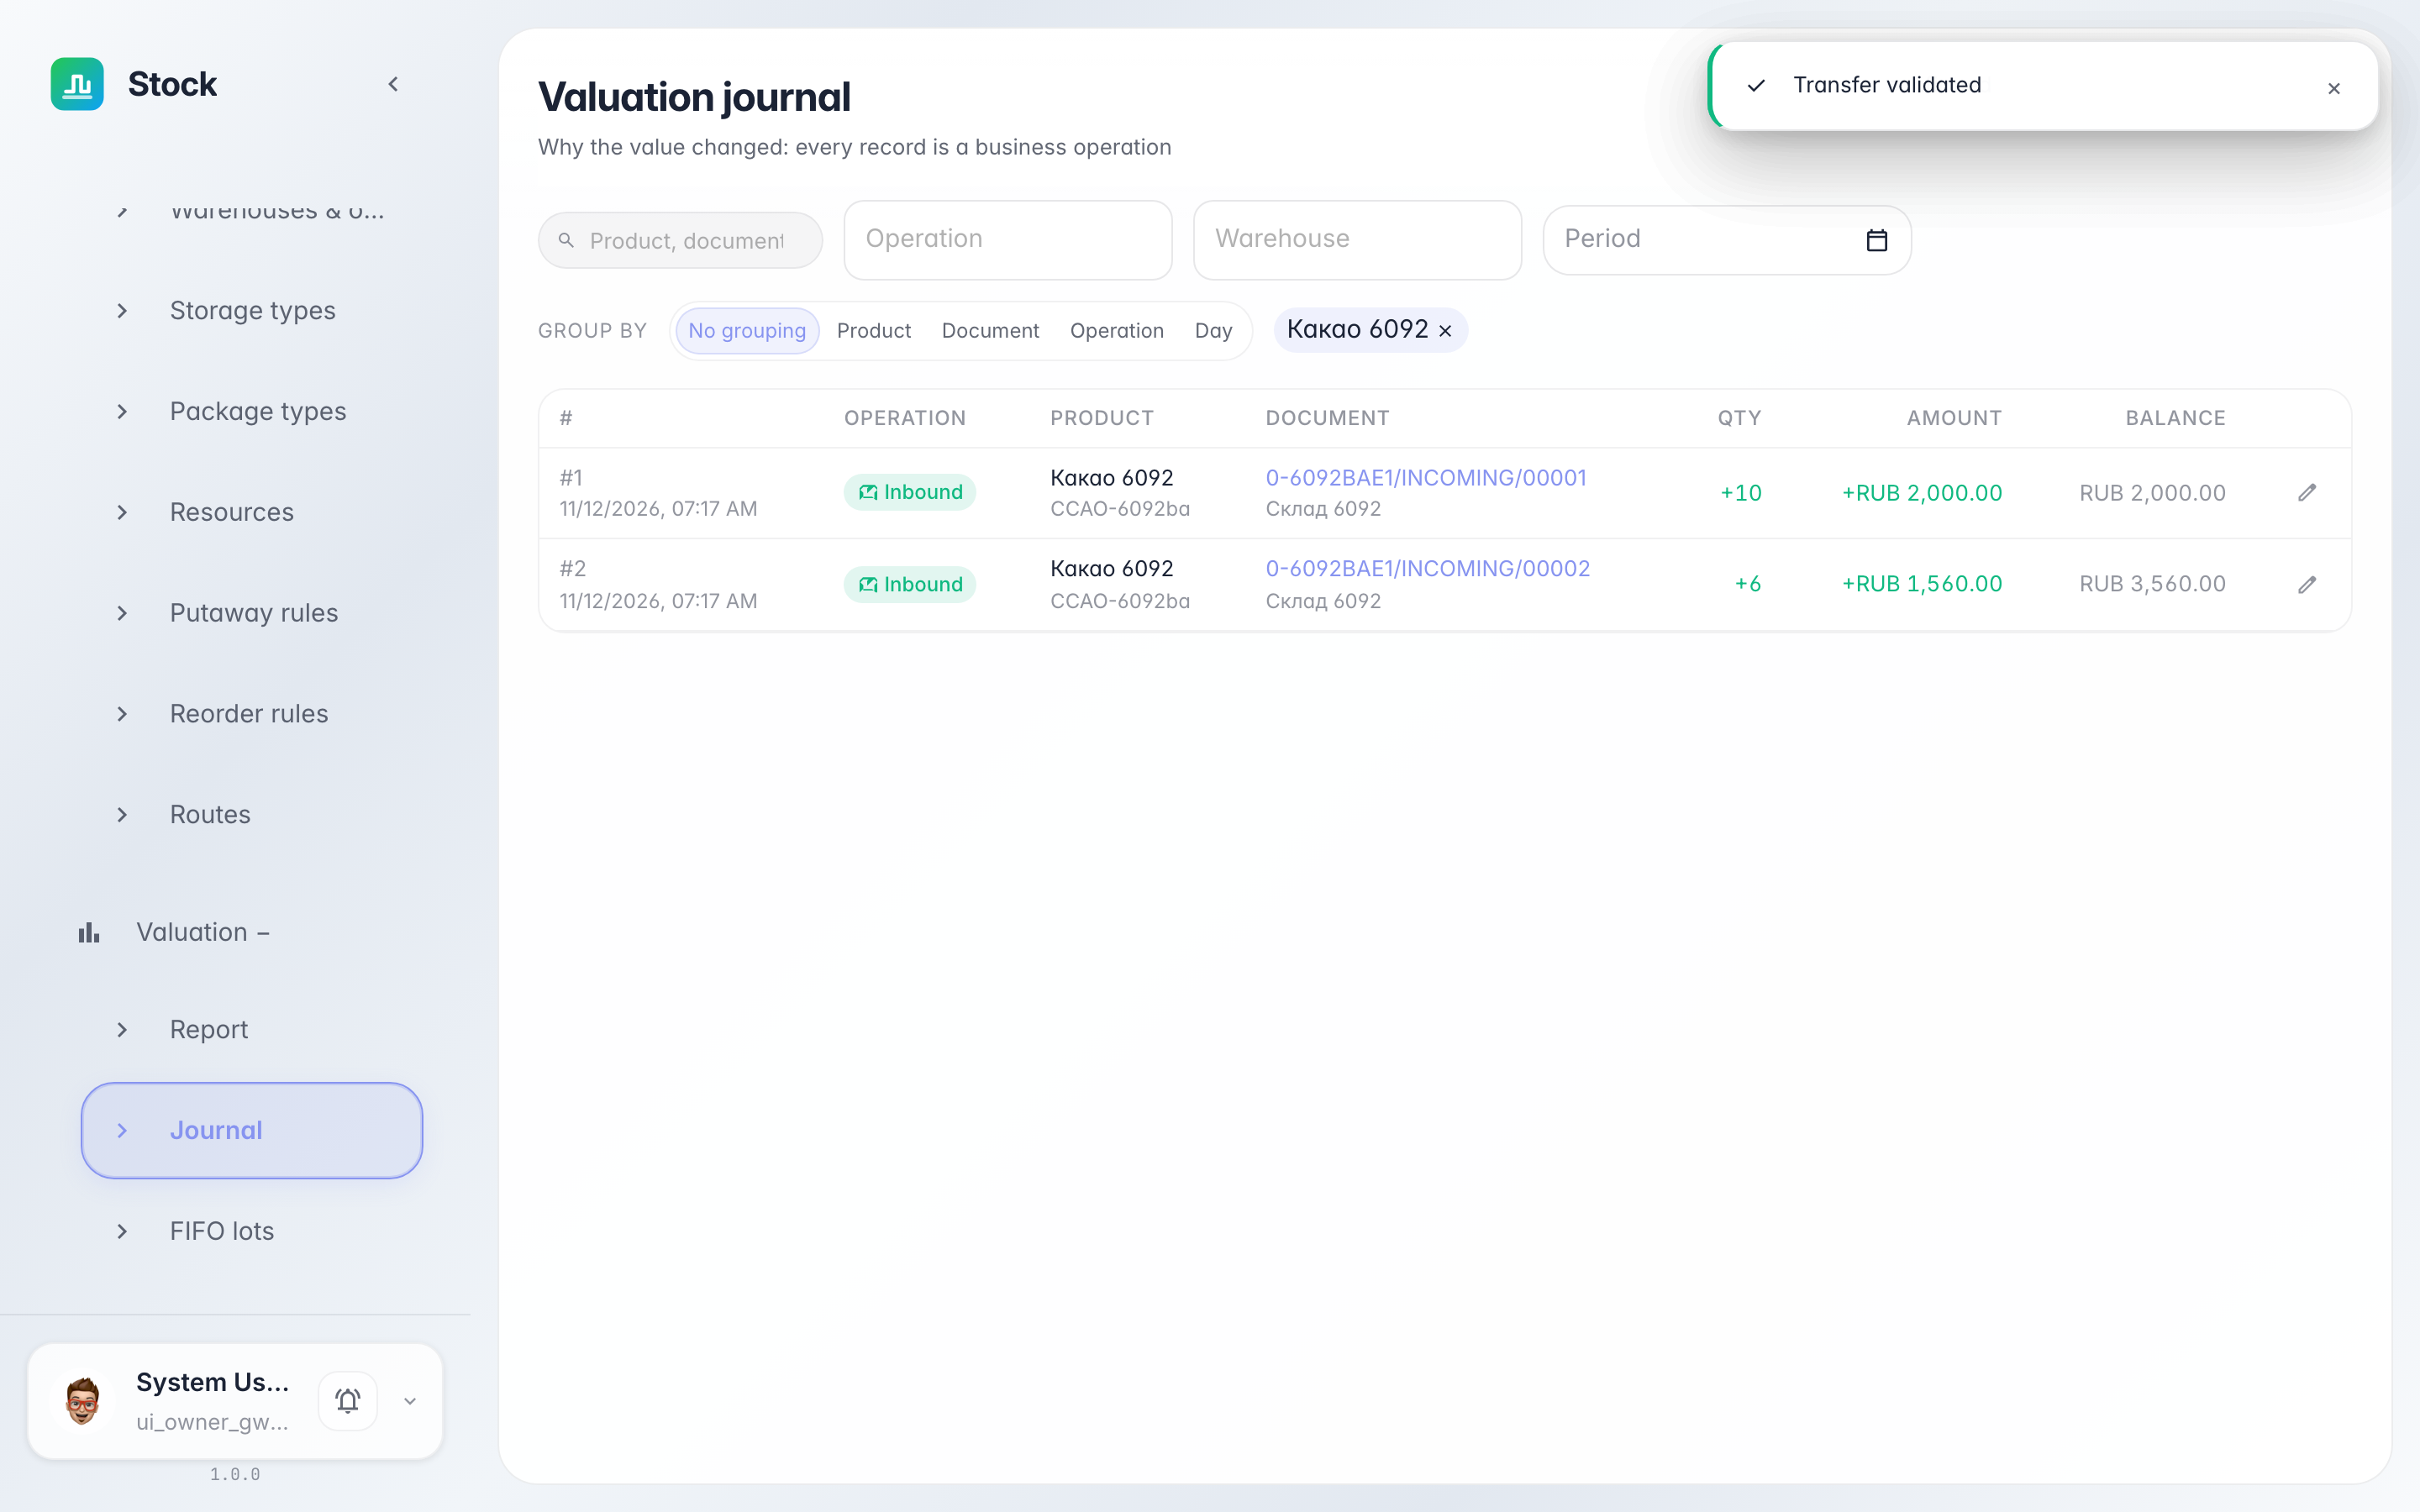 Stock
Warehouses & o...
Storage types
Package types
Resources
Putaway rules
Reorder rules
Routes
Valuation –
Report
Journal
FIFO lots
System Us...
ui_owner_gw...
1.0.0
Valuation journal
Why the value changed: every record is a business operation
Transfer validated
Product, document
Operation
Warehouse
Period
GROUP BY
No grouping
Product
Document
Operation
Day
Какао 6092
# OPERATION PRODUCT DOCUMENT QTY AMOUNT BALANCE
#1 Inbound Какао 6092 0-6092BAE1/INCOMING/00001 +10 +RUB 2,000.00 RUB 2,000.00
11/12/2026, 07:17 AM CCAO-6092ba Склад 6092
#2 Inbound Какао 6092 0-6092BAE1/INCOMING/00002 +6 +RUB 1,560.00 RUB 3,560.00
11/12/2026, 07:17 AM CCAO-6092ba Склад 6092